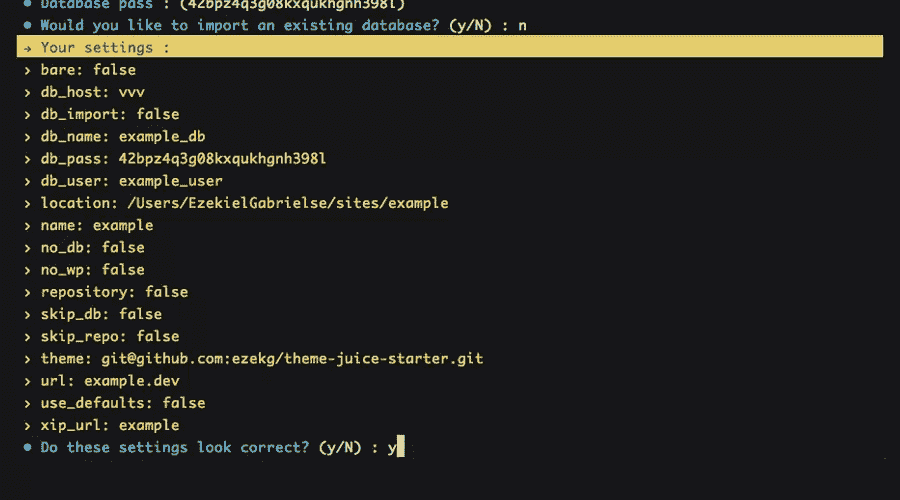 ● Database pass : (42bpz4q3g08kxqukhgnh398l)
● Would you like to import an existing database? (y/N) : n
→ Your settings :
› bare: false
› db_host: vvv
› db_import: false
› db_name: example_db
› db_pass: 42bpz4q3g08kxqukhgnh398l
› db_user: example_user
› location: /Users/EzekielGabrielse/sites/example
› name: example
› no_db: false
› no_wp: false
› repository: false
› skip_db: false
› skip_repo: false
› theme: git@github.com:ezekg/theme-juice-starter.git
› url: example.dev
› use_defaults: false
› xip_url: example
● Do these settings look correct? (y/N) : y